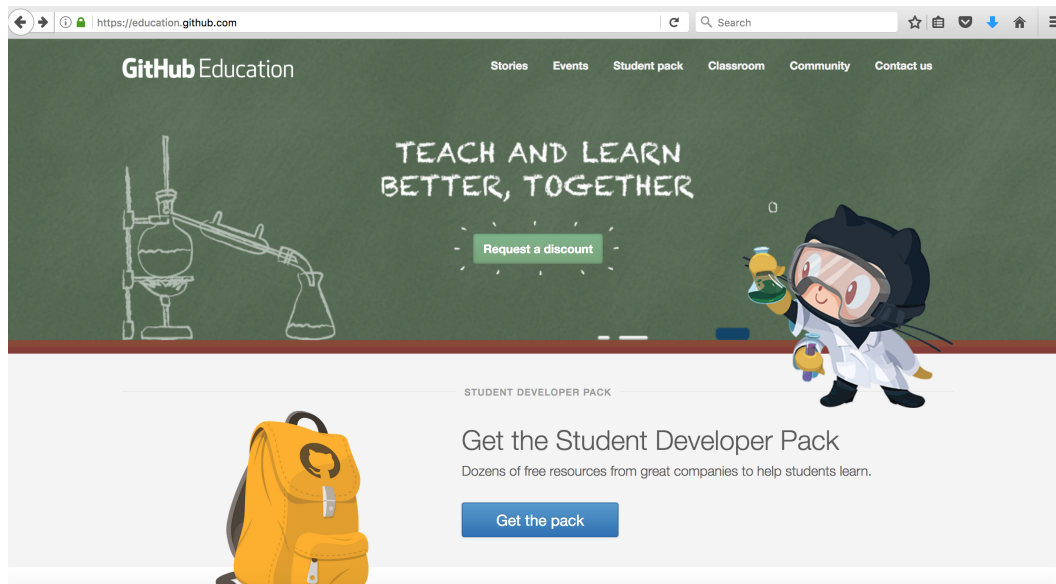 https://education.github.com
Search
GitHub Education
Stories
Events
Student pack
Classroom
Community
Contact us
TEACH AND LEARN
BETTER, TOGETHER
Request a discount
STUDENT DEVELOPER PACK
Get the Student Developer Pack
Dozens of free resources from great companies to help students learn.
Get the pack